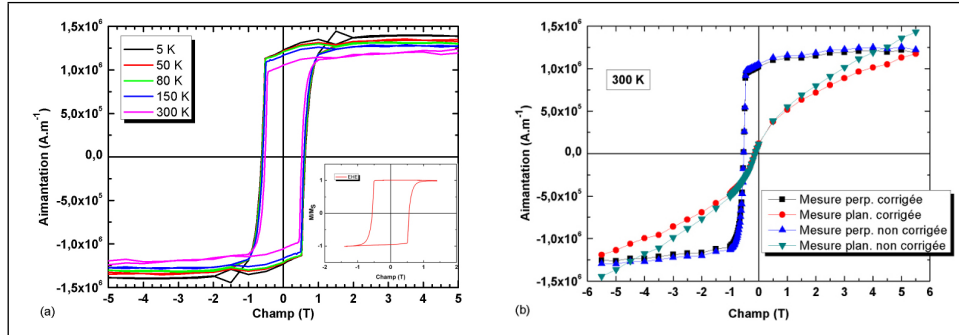 1,5x10⁶
1,0x10⁶
5,0x10⁵
0,0
-5,0x10⁵
-1,0x10⁶
-1,5x10⁶
Aimantation (A.m⁻¹)
5 K
50 K
80 K
150 K
300 K
-5 -4 -3 -2 -1 0 1 2 3 4 5
Champ (T)
(a)
EHE
M/M_S
1
0
-1
-2 -1 0 1 2
Champ (T)
1,5x10⁶
1,0x10⁶
5,0x10⁵
0,0
-5,0x10⁵
-1,0x10⁶
-1,5x10⁶
Aimantation (A.m⁻¹)
300 K
Mesure perp. corrigée
Mesure plan. corrigée
Mesure perp. non corrigée
Mesure plan. non corrigée
-6 -5 -4 -3 -2 -1 0 1 2 3 4 5 6
Champ (T)
(b)